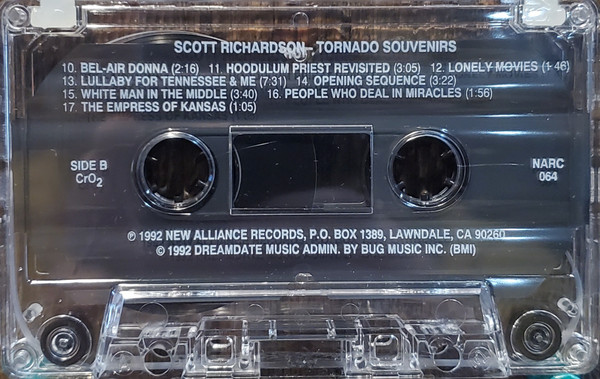 SCOTT RICHARDSON - TORNADO SOUVENIRS
10. BEL-AIR DONNA (2:16) 11. HOODULUM PRIEST REVISITED (3:05) 12. LONELY MOVIES (1:46)
13. LULLABY FOR TENNESSEE & ME (7:31) 14. OPENING SEQUENCE (3:22)
15. WHITE MAN IN THE MIDDLE (3:40) 16. PEOPLE WHO DEAL IN MIRACLES (1:56)
17. THE EMPRESS OF KANSAS (1:05)
SIDE B
CrO2
NARC
064
℗ 1992 NEW ALLIANCE RECORDS, P.O. BOX 1389, LAWNDALE, CA 90260
© 1992 DREAMDATE MUSIC ADMIN. BY BUG MUSIC INC. (BMI)